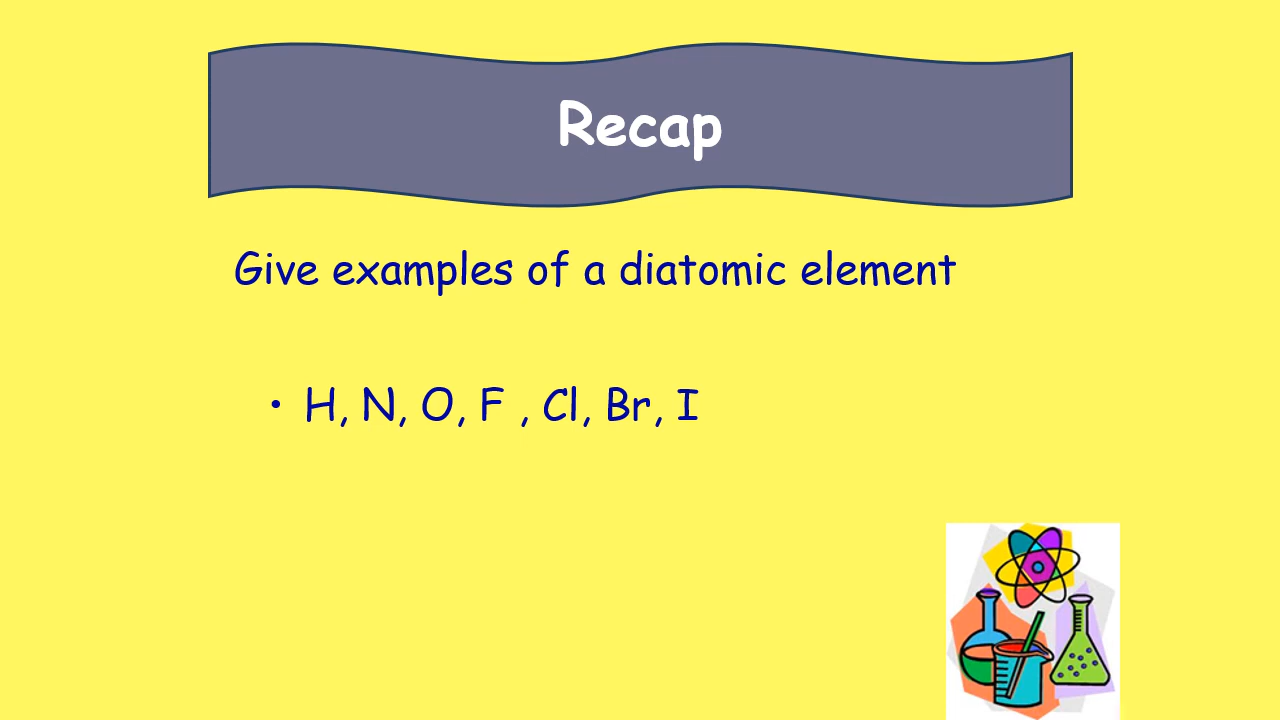 Recap
Give examples of a diatomic element
• H, N, O, F , Cl, Br, I